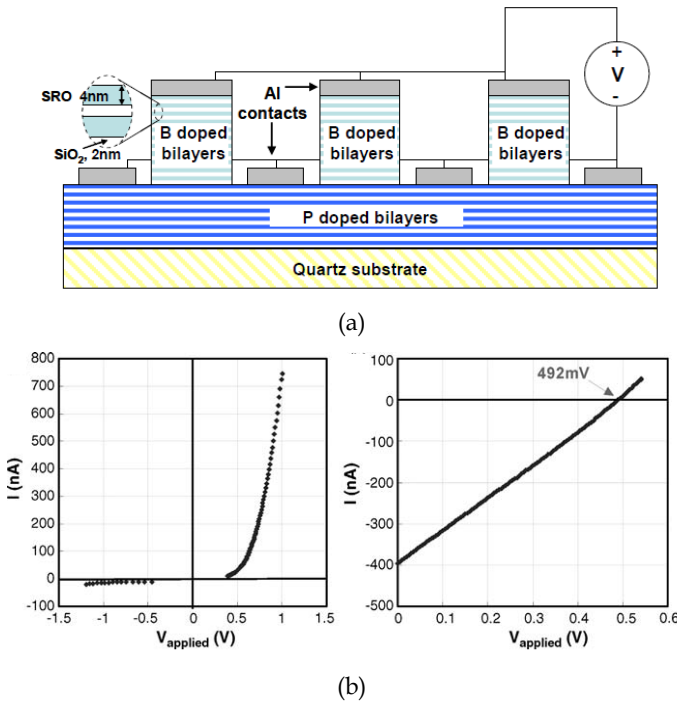 +
V
-
SRO 4nm
Al
contacts
B doped
bilayers
B doped
bilayers
B doped
bilayers
SiO2, 2nm
P doped bilayers
Quartz substrate
(a)
800
700
600
500
400
300
200
100
0
-100
I (nA)
-1.5 -1 -0.5 0 0.5 1 1.5
Vapplied (V)
100
0
-100
-200
-300
-400
-500
I (nA)
492mV
0 0.1 0.2 0.3 0.4 0.5 0.6
Vapplied (V)
(b)